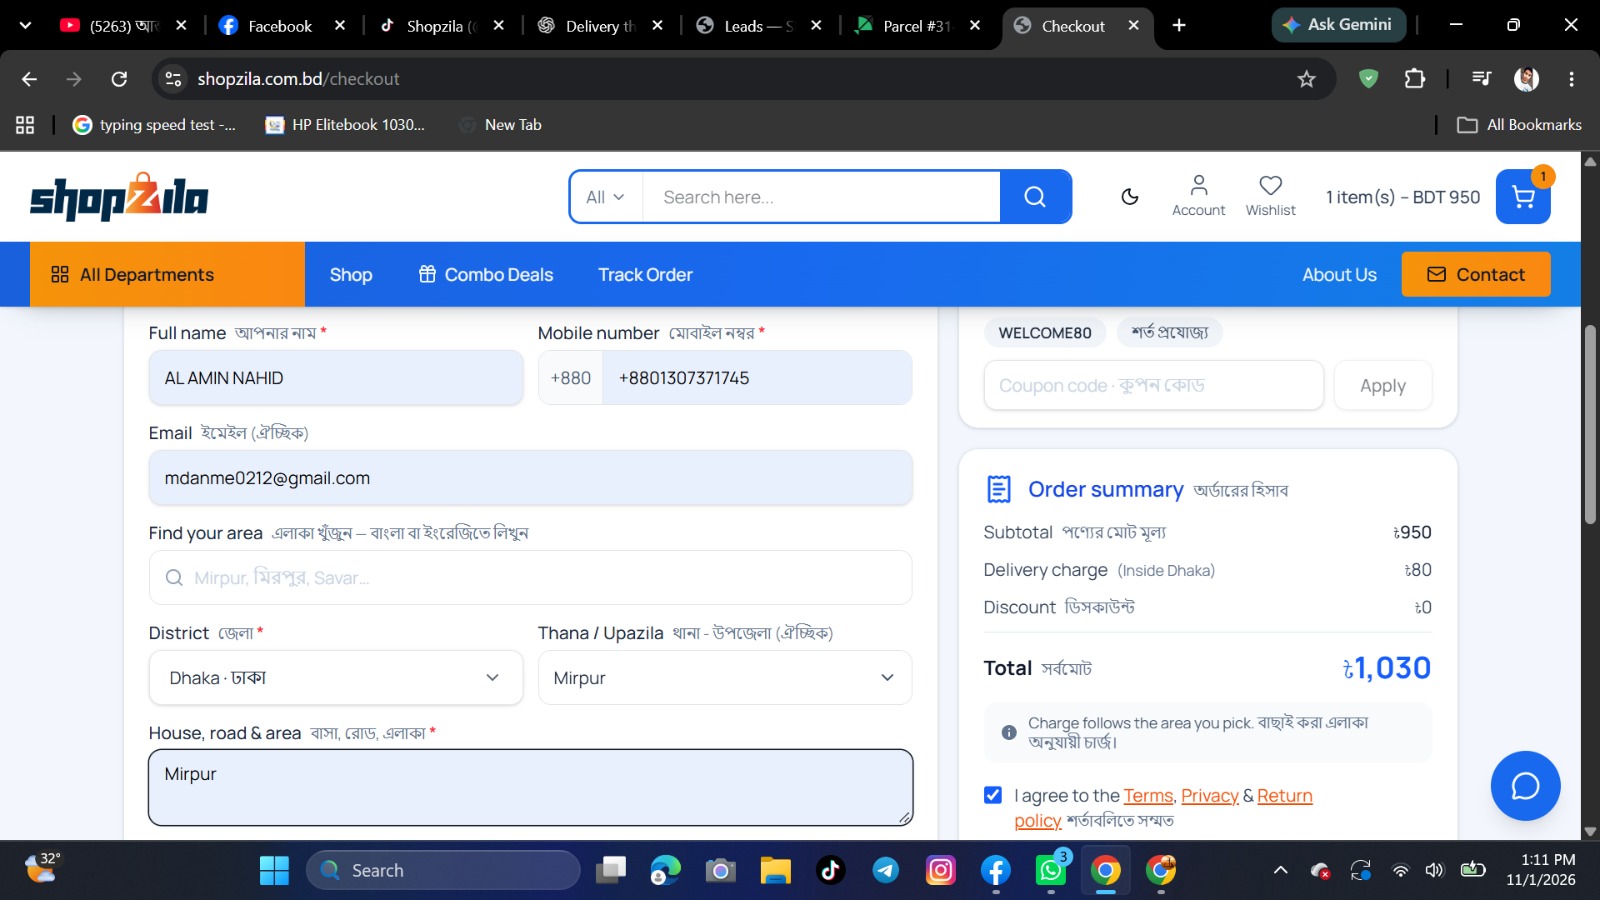 (5263)
Facebook
Shopzila (
Delivery th
Leads — S
Parcel #31
Checkout
Ask Gemini
shopzila.com.bd/checkout
typing speed test -...
HP Elitebook 1030...
New Tab
All Bookmarks
shopzila
All
Search here...
Account
Wishlist
1 item(s) – BDT 950
1
All Departments
Shop
Combo Deals
Track Order
About Us
Contact
Full name আপনার নাম *
Mobile number মোবাইল নম্বর *
AL AMIN NAHID
+880
+8801307371745
Email ইমেইল (ঐচ্ছিক)
mdanme0212@gmail.com
Find your area এলাকা খুঁজুন — বাংলা বা ইংরেজিতে লিখুন
Mirpur, মিরপুর, Savar...
District জেলা *
Thana / Upazila থানা - উপজেলা (ঐচ্ছিক)
Dhaka · ঢাকা
Mirpur
House, road & area বাসা, রোড, এলাকা *
Mirpur
WELCOME80
শর্ত প্রযোজ্য
Coupon code · কুপন কোড
Apply
Order summary অর্ডারের হিসাব
Subtotal পণ্যের মোট মূল্য ৳950
Delivery charge (Inside Dhaka) ৳80
Discount ডিসকাউন্ট ৳0
Total সর্বমোট ৳1,030
Charge follows the area you pick. বাছাই করা এলাকা
অনুযায়ী চার্জ।
I agree to the Terms, Privacy & Return
policy শর্তাবলিতে সম্মত
32°
Search
3
1:11 PM
11/1/2026